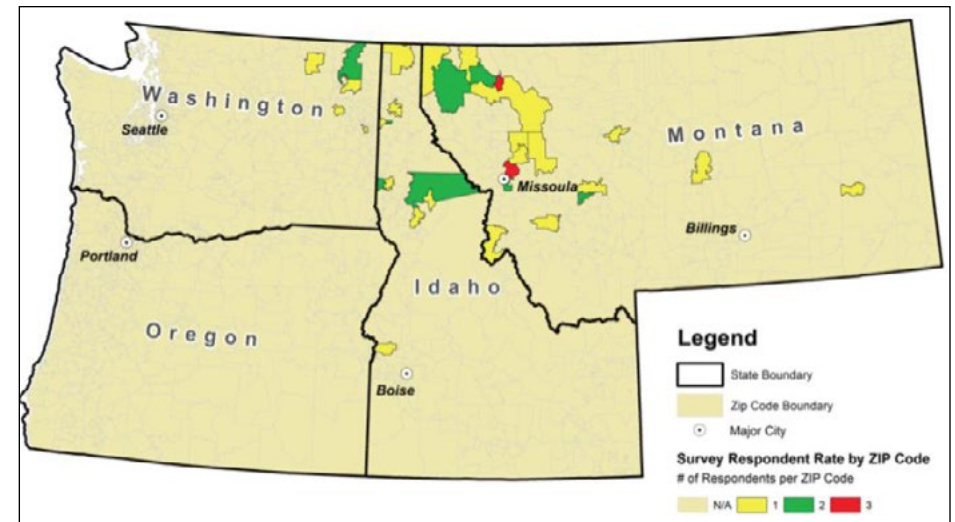 Washington
Seattle
Montana
Missoula
Billings
Portland
Idaho
Oregon
Boise
Legend
State Boundary
Zip Code Boundary
Major City
Survey Respondent Rate by ZIP Code
# of Respondents per ZIP Code
N/A 1 2 3